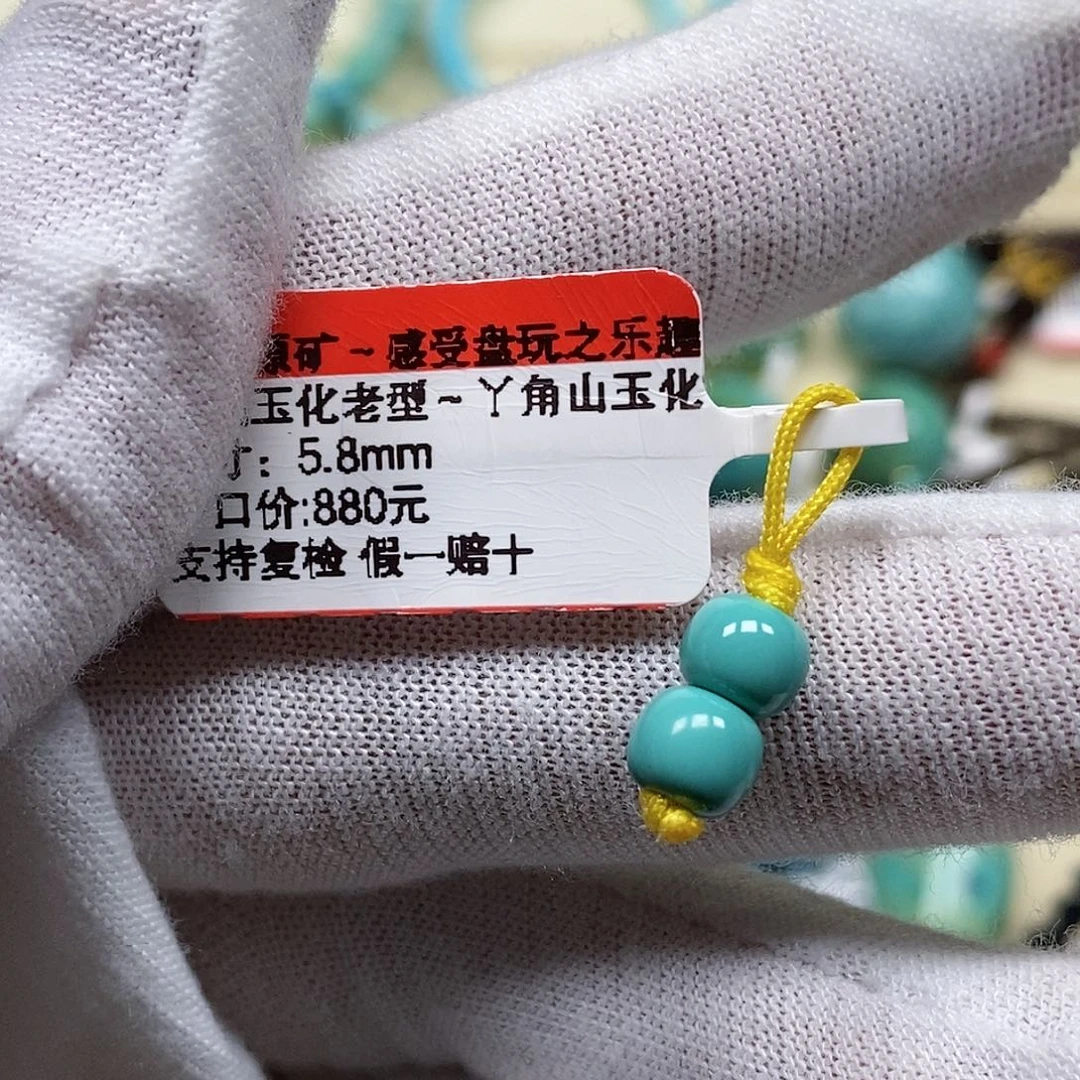 矿~感受盘玩之乐趣
玉化老型~丫角山玉化
寸：5.8mm
口价:880元
支持复检 假一赔十